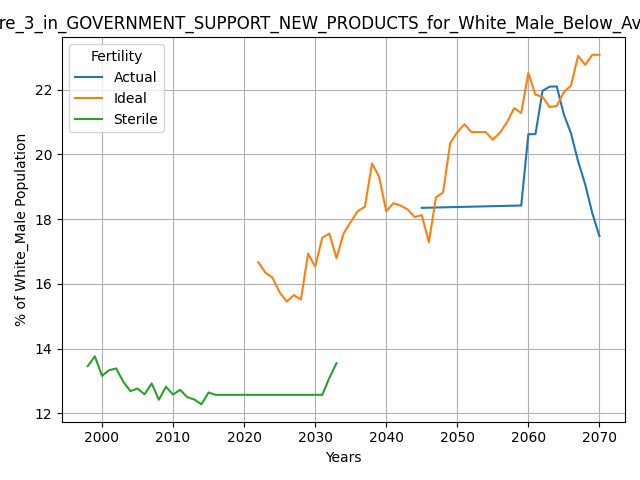 re_3_in_GOVERNMENT_SUPPORT_NEW_PRODUCTS_for_White_Male_Below_Av
Fertility
Actual
Ideal
Sterile
% of White_Male Population
22
20
18
16
14
12
2000 2010 2020 2030 2040 2050 2060 2070
Years